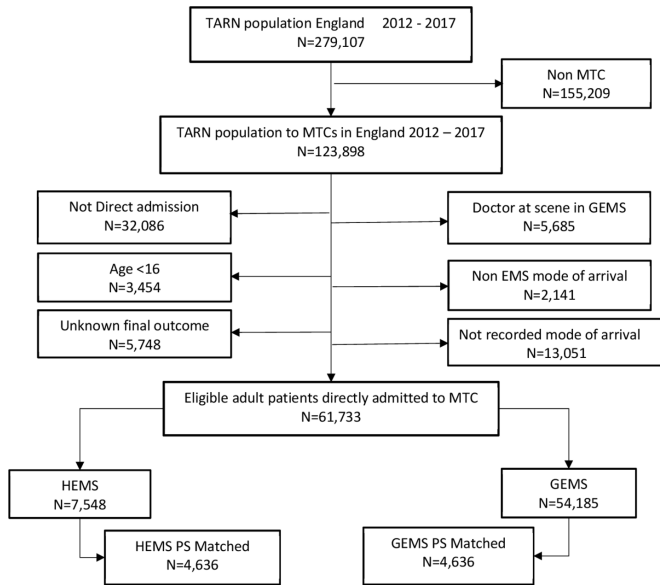 TARN population England 2012 - 2017
N=279,107
Non MTC
N=155,209
TARN population to MTCs in England 2012 – 2017
N=123,898
Not Direct admission
N=32,086
Doctor at scene in GEMS
N=5,685
Age <16
N=3,454
Non EMS mode of arrival
N=2,141
Unknown final outcome
N=5,748
Not recorded mode of arrival
N=13,051
Eligible adult patients directly admitted to MTC
N=61,733
HEMS
N=7,548
GEMS
N=54,185
HEMS PS Matched
N=4,636
GEMS PS Matched
N=4,636